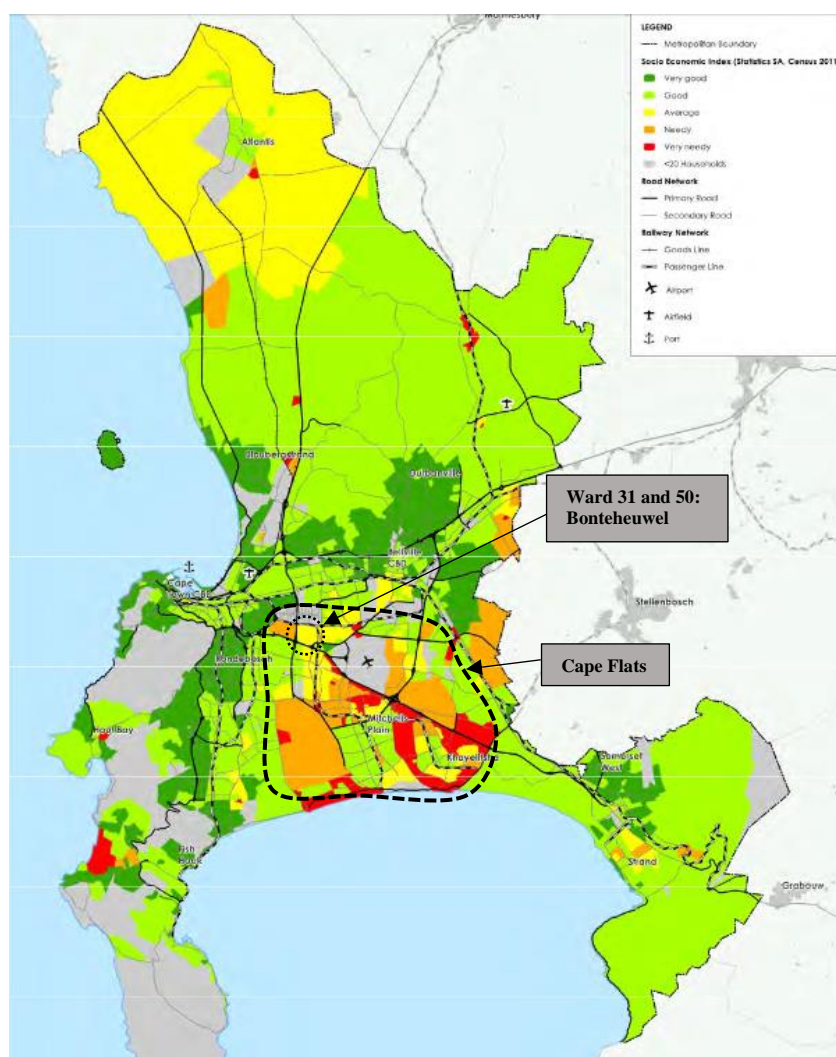 Malmesbury
LEGEND
Metropolitan Boundary
Socio Economic Index (Statistics SA, Census 2011
Very good
Good
Average
Needy
Very needy
<20 Households
Road Network
Primary Road
Secondary Road
Railway Network
Goods Line
Passenger Line
Airport
Airfield
Port
Atlantis
Blaubergstrand
Durbanville
Ward 31 and 50:
Bonteheuwel
Bellville
CBD
Cape
Town CBD
Stellenbosch
Rondebosch
Cape Flats
Mitchells
Plain
Hout Bay
Khayelitsha
Somerset
West
Fish
Hoek
Strand
Grabouw